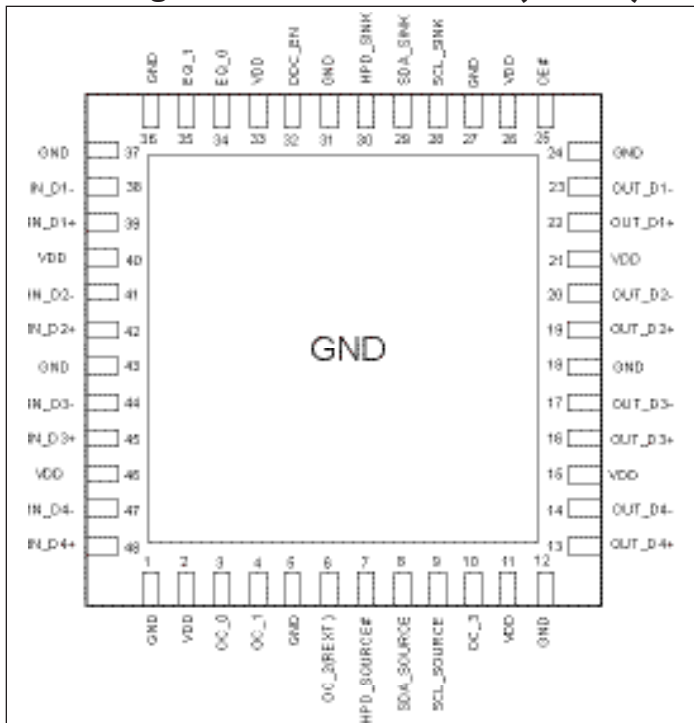 GND EQ_1 EQ_0 VDD DDC_EN GND HPD_SINK SDA_SINK SCL_SINK GND VDD OE#
36 35 34 33 32 31 30 29 28 27 26 25
GND 37 24 GND
IN_D1- 38 23 OUT_D1-
IN_D1+ 39 22 OUT_D1+
VDD 40 21 VDD
IN_D2- 41 20 OUT_D2-
IN_D2+ 42 19 OUT_D2+
GND
GND 43 18 GND
IN_D3- 44 17 OUT_D3-
IN_D3+ 45 16 OUT_D3+
VDD 46 15 VDD
IN_D4- 47 14 OUT_D4-
IN_D4+ 48 13 OUT_D4+
1 2 3 4 5 6 7 8 9 10 11 12
GND VDD OC_0 OC_1 GND OC_2(REXT) HPD_SOURCE# SDA_SOURCE SCL_SOURCE OC_3 VDD GND